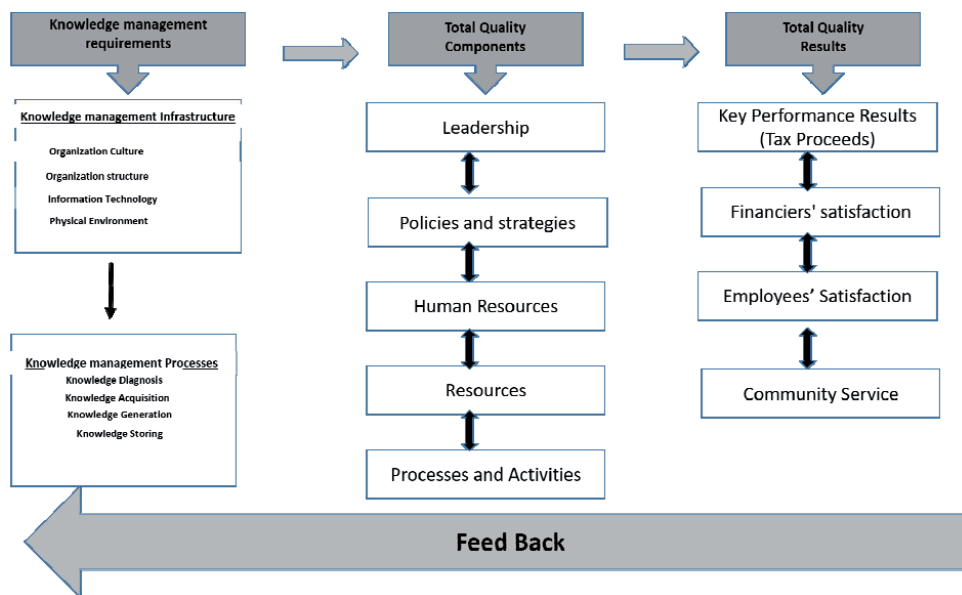 Knowledge management
requirements
Knowledge management Infrastructure
Organization Culture
Organization structure
Information Technology
Physical Environment
Knowledge management Processes
Knowledge Diagnosis
Knowledge Acquisition
Knowledge Generation
Knowledge Storing
Total Quality
Components
Leadership
Policies and strategies
Human Resources
Resources
Processes and Activities
Total Quality
Results
Key Performance Results
(Tax Proceeds)
Financiers' satisfaction
Employees’ Satisfaction
Community Service
Feed Back